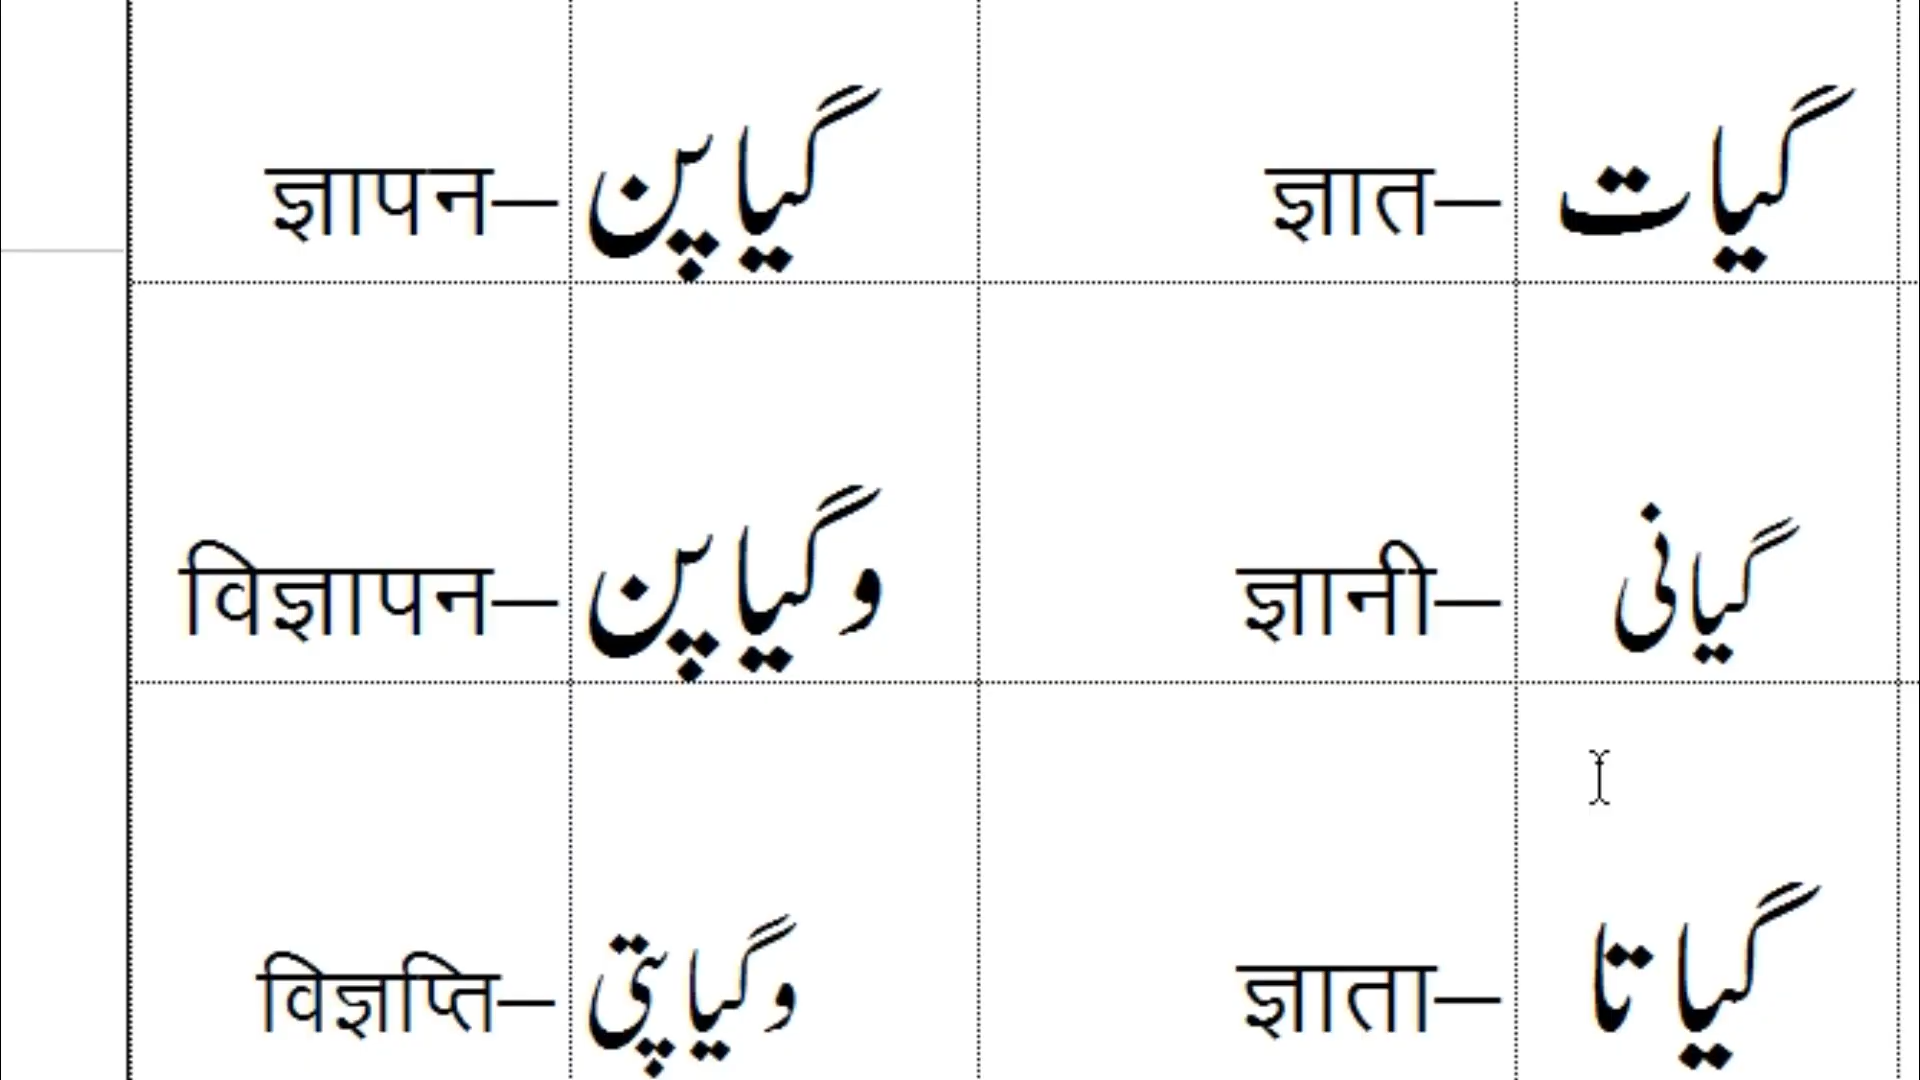 ज्ञापन– گیاپن ज्ञात– گیات
विज्ञापन– وگیاپن ज्ञानी– گیانی
विज्ञप्ति– وگیاپتی ज्ञाता– گیاتا